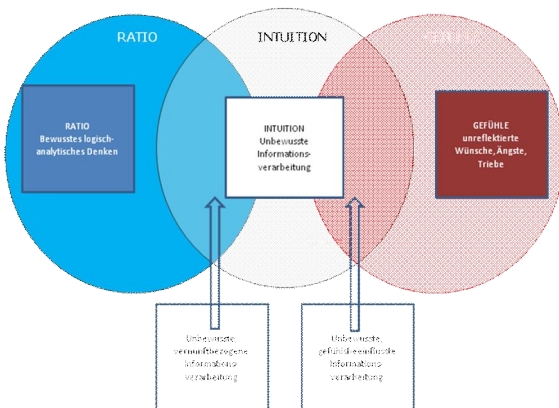 RATIO
INTUITION
GEFÜHLE
RATIO
Bewusstes logisch-
analytisches Denken
INTUITION
Unbewusste
Informations-
verarbeitung
GEFÜHLE
unreflektierte
Wünsche, Ängste,
Triebe
Unbewusste,
vernunftbezogene
Informations
verarbeitung
Unbewusste,
Informations
verarbeitung